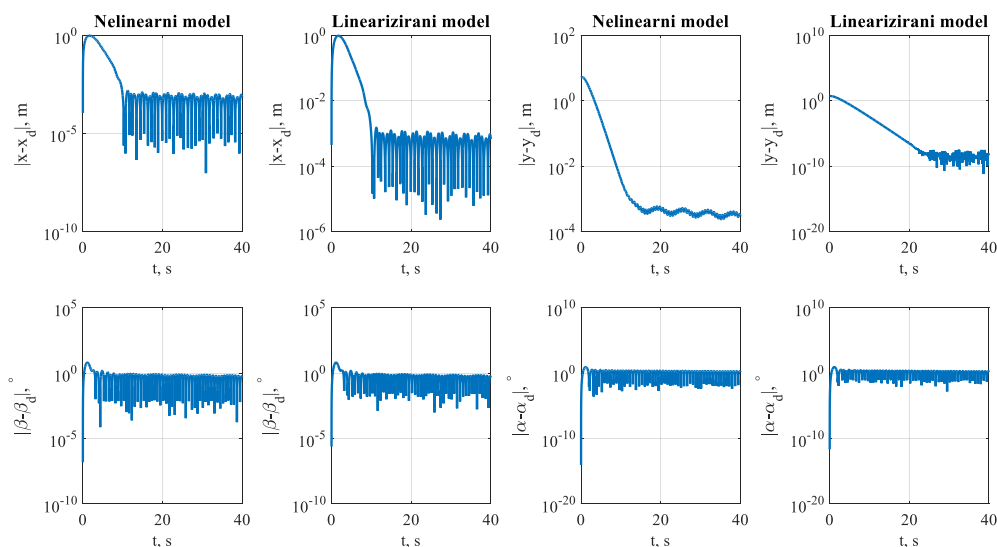 Nelinearni model
10^0
10^-5
10^-10
|x-x_d|, m
0 20 40
t, s
Linearizirani model
10^0
10^-2
10^-4
10^-6
|x-x_d|, m
0 20 40
t, s
Nelinearni model
10^2
10^0
10^-2
10^-4
|y-y_d|, m
0 20 40
t, s
Linearizirani model
10^10
10^0
10^-10
10^-20
|y-y_d|, m
0 20 40
t, s
10^5
10^0
10^-5
10^-10
|β-β_d|, °
0 20 40
t, s
10^5
10^0
10^-5
10^-10
|β-β_d|, °
0 20 40
t, s
10^10
10^0
10^-10
10^-20
|α-α_d|, °
0 20 40
t, s
10^10
10^0
10^-10
10^-20
|α-α_d|, °
0 20 40
t, s